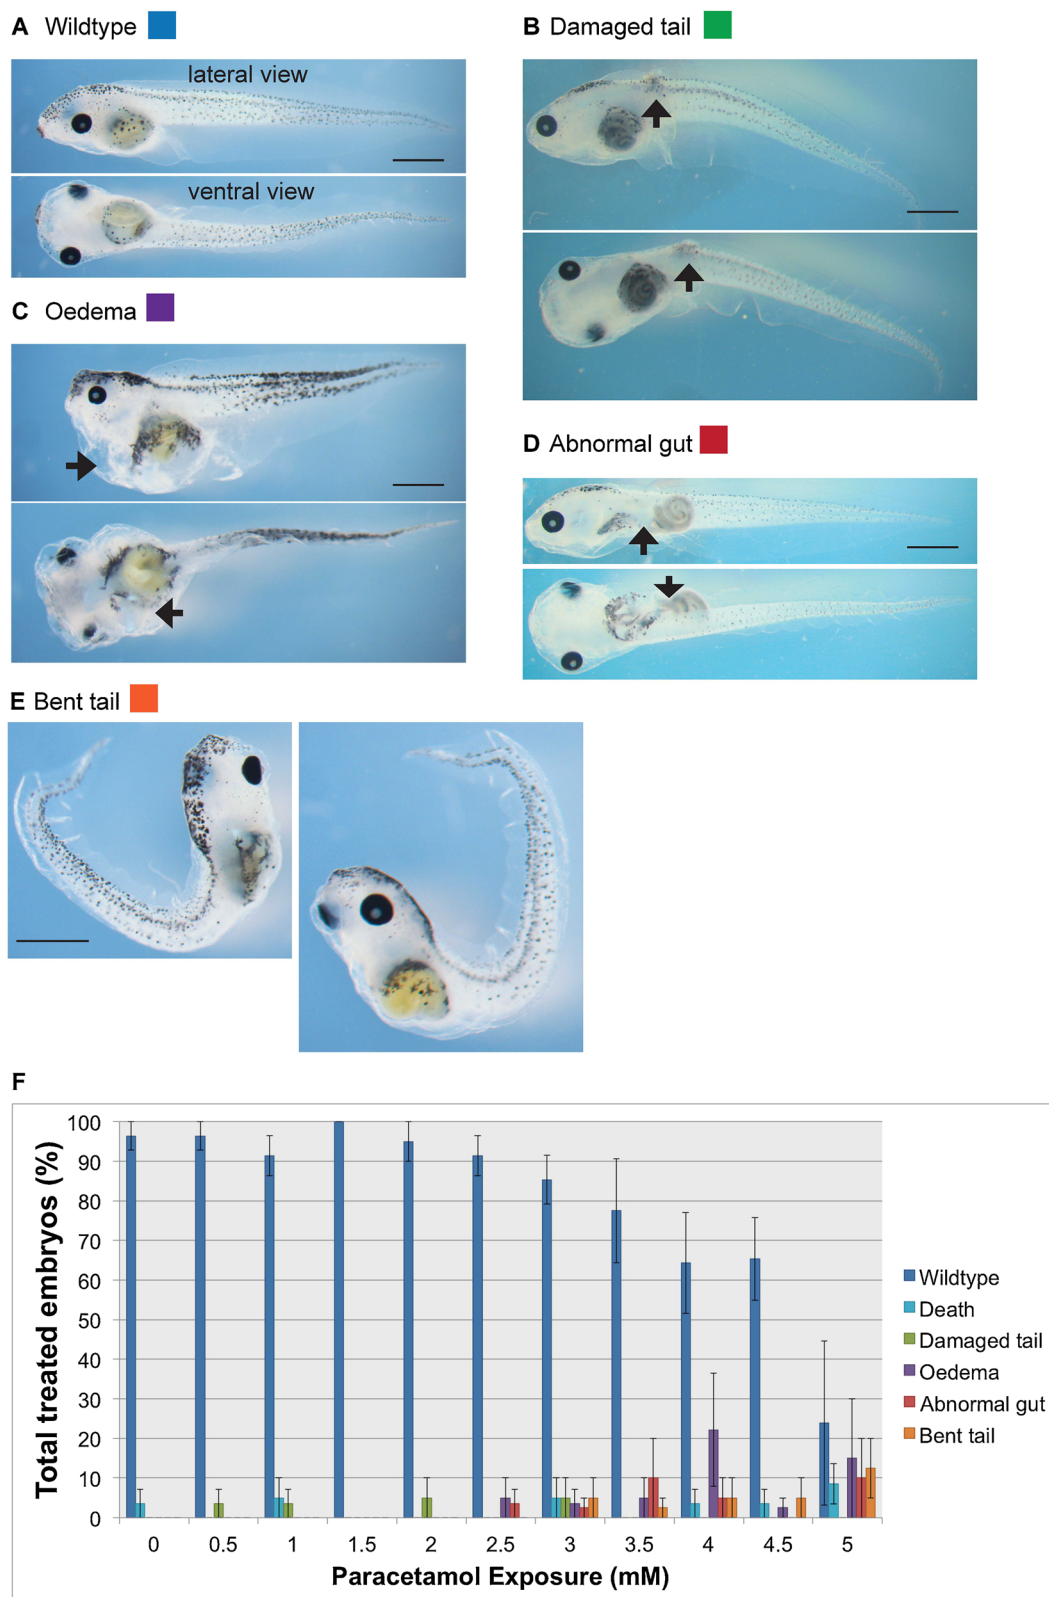 A Wildtype
lateral view
ventral view
B Damaged tail
C Oedema
D Abnormal gut
E Bent tail
F
Total treated embryos (%)
100
90
80
70
60
50
40
30
20
10
0
0 0.5 1 1.5 2 2.5 3 3.5 4 4.5 5
Paracetamol Exposure (mM)
Wildtype
Death
Damaged tail
Oedema
Abnormal gut
Bent tail